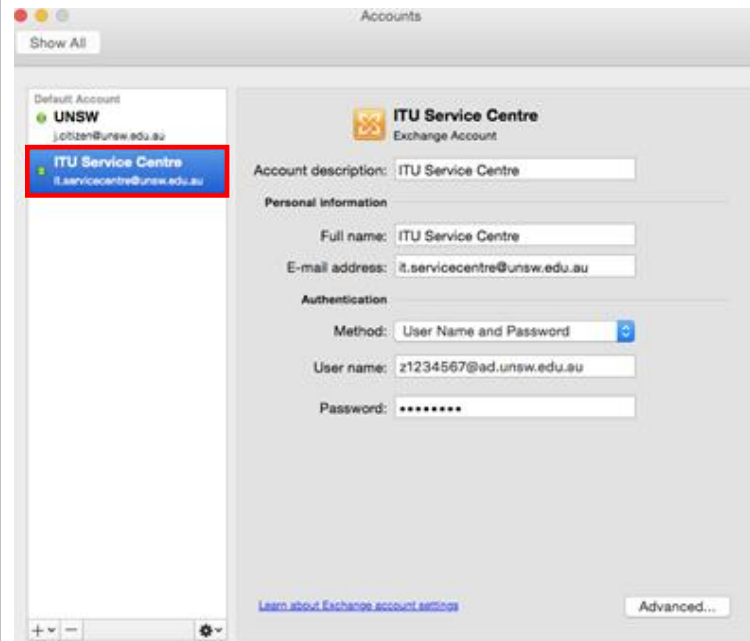 Accounts
Show All
Default Account
UNSW
j.citizen@unsw.edu.au
ITU Service Centre
it.servicecentre@unsw.edu.au
ITU Service Centre
Exchange Account
Account description: ITU Service Centre
Personal information
Full name: ITU Service Centre
E-mail address: it.servicecentre@unsw.edu.au
Authentication
Method: User Name and Password
User name: z1234567@ad.unsw.edu.au
Password: ••••••••
Learn about Exchange account settings
Advanced...